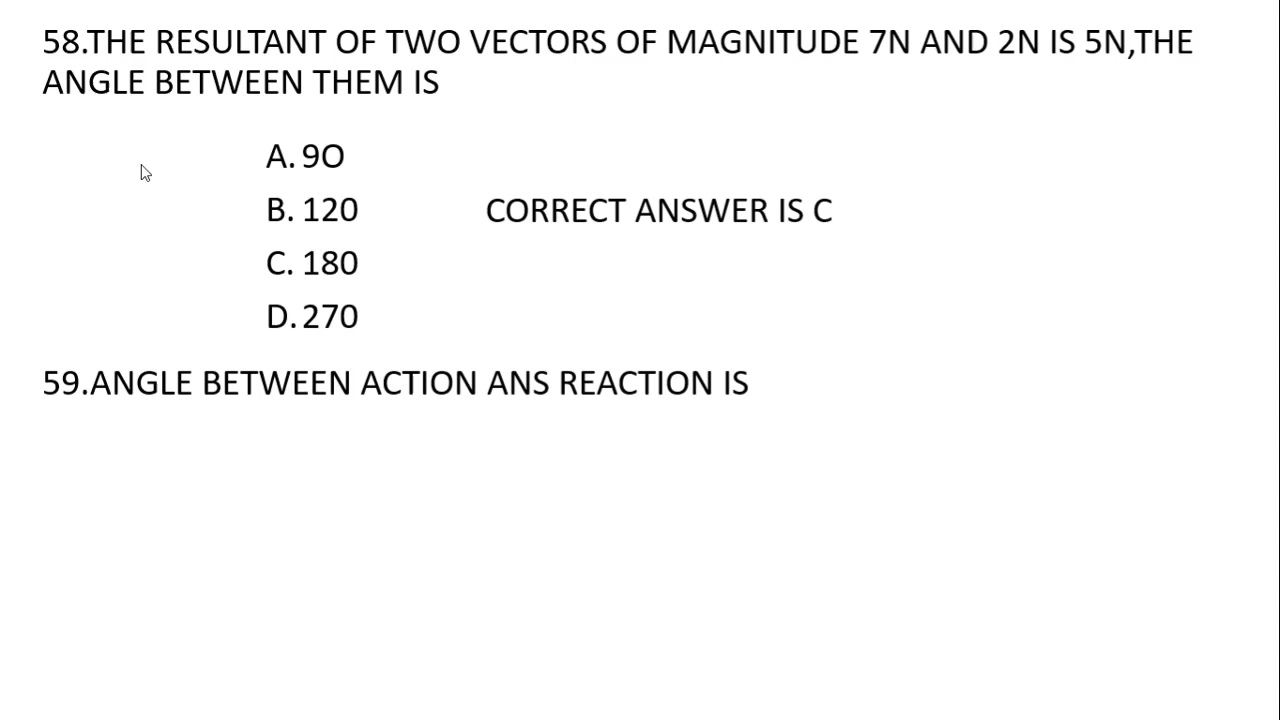 58.THE RESULTANT OF TWO VECTORS OF MAGNITUDE 7N AND 2N IS 5N,THE
ANGLE BETWEEN THEM IS
A. 9O
B. 120
CORRECT ANSWER IS C
C. 180
D. 270
59.ANGLE BETWEEN ACTION ANS REACTION IS